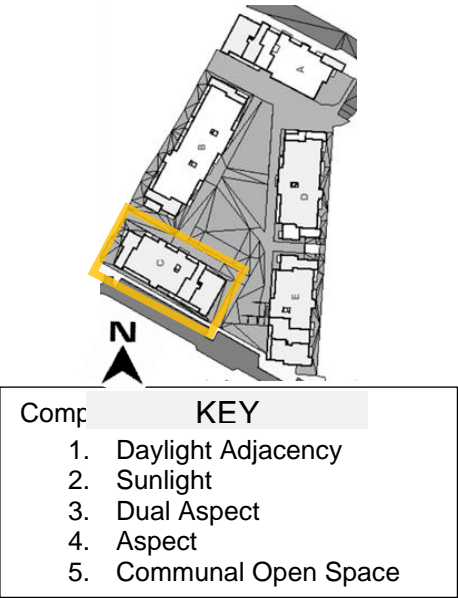 A
B
D
C
E
N
Comp KEY
1. Daylight Adjacency
2. Sunlight
3. Dual Aspect
4. Aspect
5. Communal Open Space